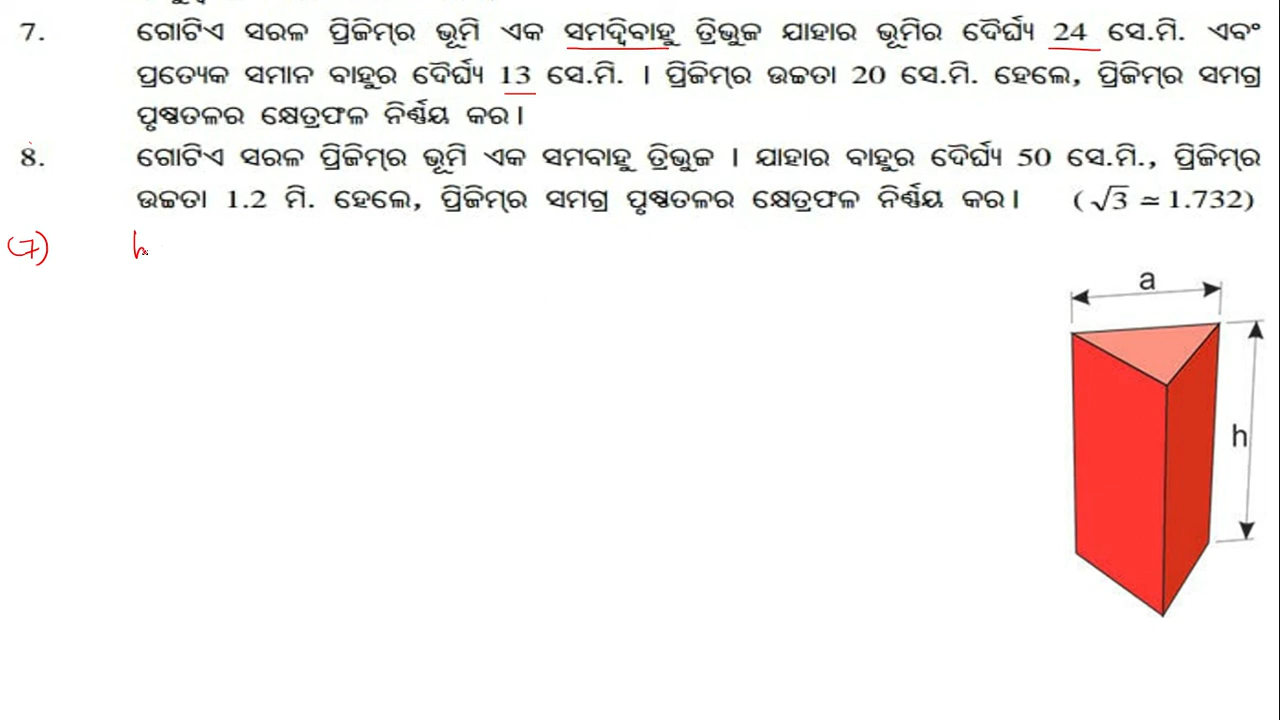 7. ଗୋଟିଏ ସରଳ ପ୍ରିଜିମ୍‌ର ଭୂମି ଏକ ସମଦ୍ଵିବାହୁ ତ୍ରିଭୁଜ ଯାହାର ଭୂମିର ଦୈର୍ଘ୍ୟ 24 ସେ.ମି. ଏବଂ
ପ୍ରତ୍ୟେକ ସମାନ ବାହୁର ଦୈର୍ଘ୍ୟ 13 ସେ.ମି. । ପ୍ରିଜିମ୍‌ର ଉଚ୍ଚତା 20 ସେ.ମି. ହେଲେ, ପ୍ରିଜିମ୍‌ର ସମଗ୍ର
ପୃଷ୍ଠତଳର କ୍ଷେତ୍ରଫଳ ନିର୍ଣ୍ଣୟ କର।
8. ଗୋଟିଏ ସରଳ ପ୍ରିଜିମ୍‌ର ଭୂମି ଏକ ସମବାହୁ ତ୍ରିଭୁଜ । ଯାହାର ବାହୁର ଦୈର୍ଘ୍ୟ 50 ସେ.ମି., ପ୍ରିଜିମ୍‌ର
ଉଚ୍ଚତା 1.2 ମି. ହେଲେ, ପ୍ରିଜିମ୍‌ର ସମଗ୍ର ପୃଷ୍ଠତଳର କ୍ଷେତ୍ରଫଳ ନିର୍ଣ୍ଣୟ କର। (√3 ≃ 1.732)
(7) h
a
h